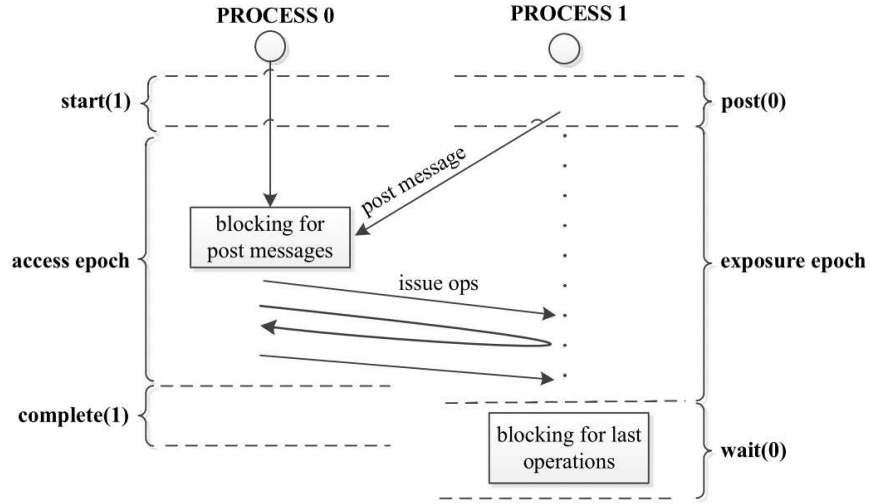 PROCESS 0
PROCESS 1
start(1)
post(0)
post message
blocking for
post messages
access epoch
exposure epoch
issue ops
complete(1)
blocking for last
operations
wait(0)